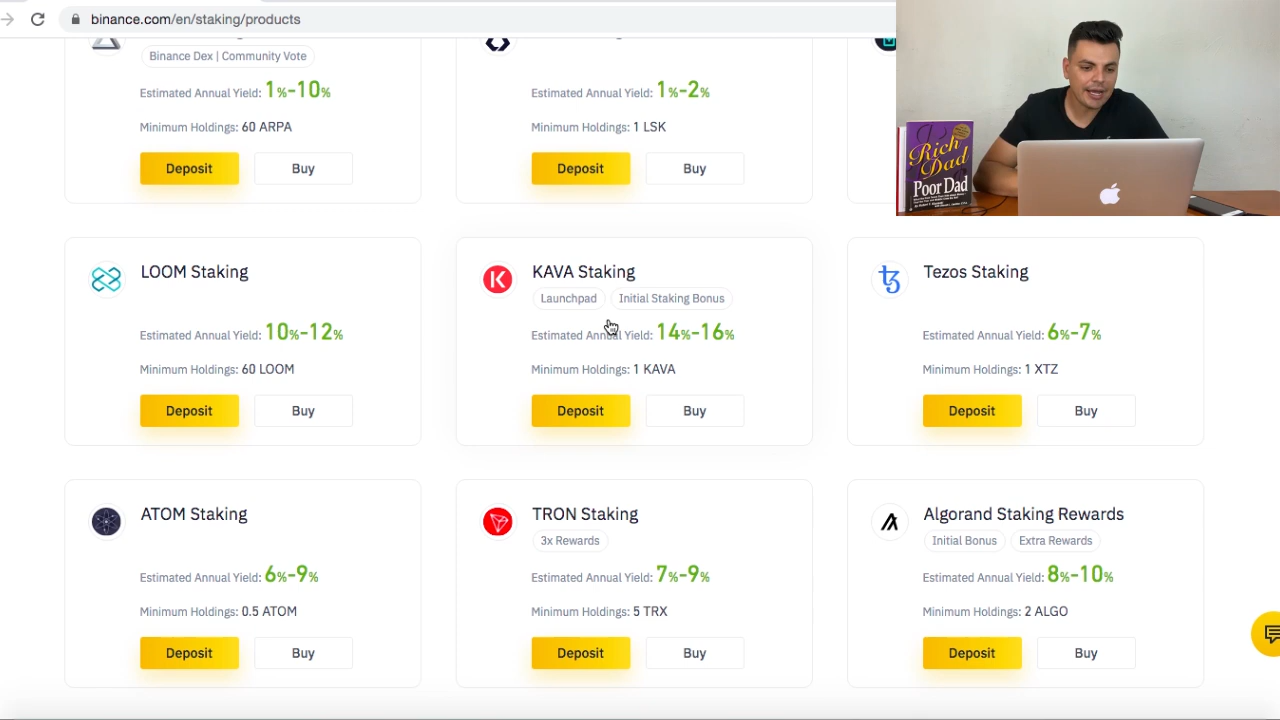 binance.com/en/staking/products
Binance Dex | Community Vote
Estimated Annual Yield: 1%-10%
Minimum Holdings: 60 ARPA
Deposit
Buy
Estimated Annual Yield: 1%-2%
Minimum Holdings: 1 LSK
Deposit
Buy
Rich
Dad
Poor Dad
LOOM Staking
Estimated Annual Yield: 10%-12%
Minimum Holdings: 60 LOOM
Deposit
Buy
KAVA Staking
Launchpad
Initial Staking Bonus
Estimated Annual Yield: 14%-16%
Minimum Holdings: 1 KAVA
Deposit
Buy
Tezos Staking
Estimated Annual Yield: 6%-7%
Minimum Holdings: 1 XTZ
Deposit
Buy
ATOM Staking
Estimated Annual Yield: 6%-9%
Minimum Holdings: 0.5 ATOM
Deposit
Buy
TRON Staking
3x Rewards
Estimated Annual Yield: 7%-9%
Minimum Holdings: 5 TRX
Deposit
Buy
Algorand Staking Rewards
Initial Bonus
Extra Rewards
Estimated Annual Yield: 8%-10%
Minimum Holdings: 2 ALGO
Deposit
Buy